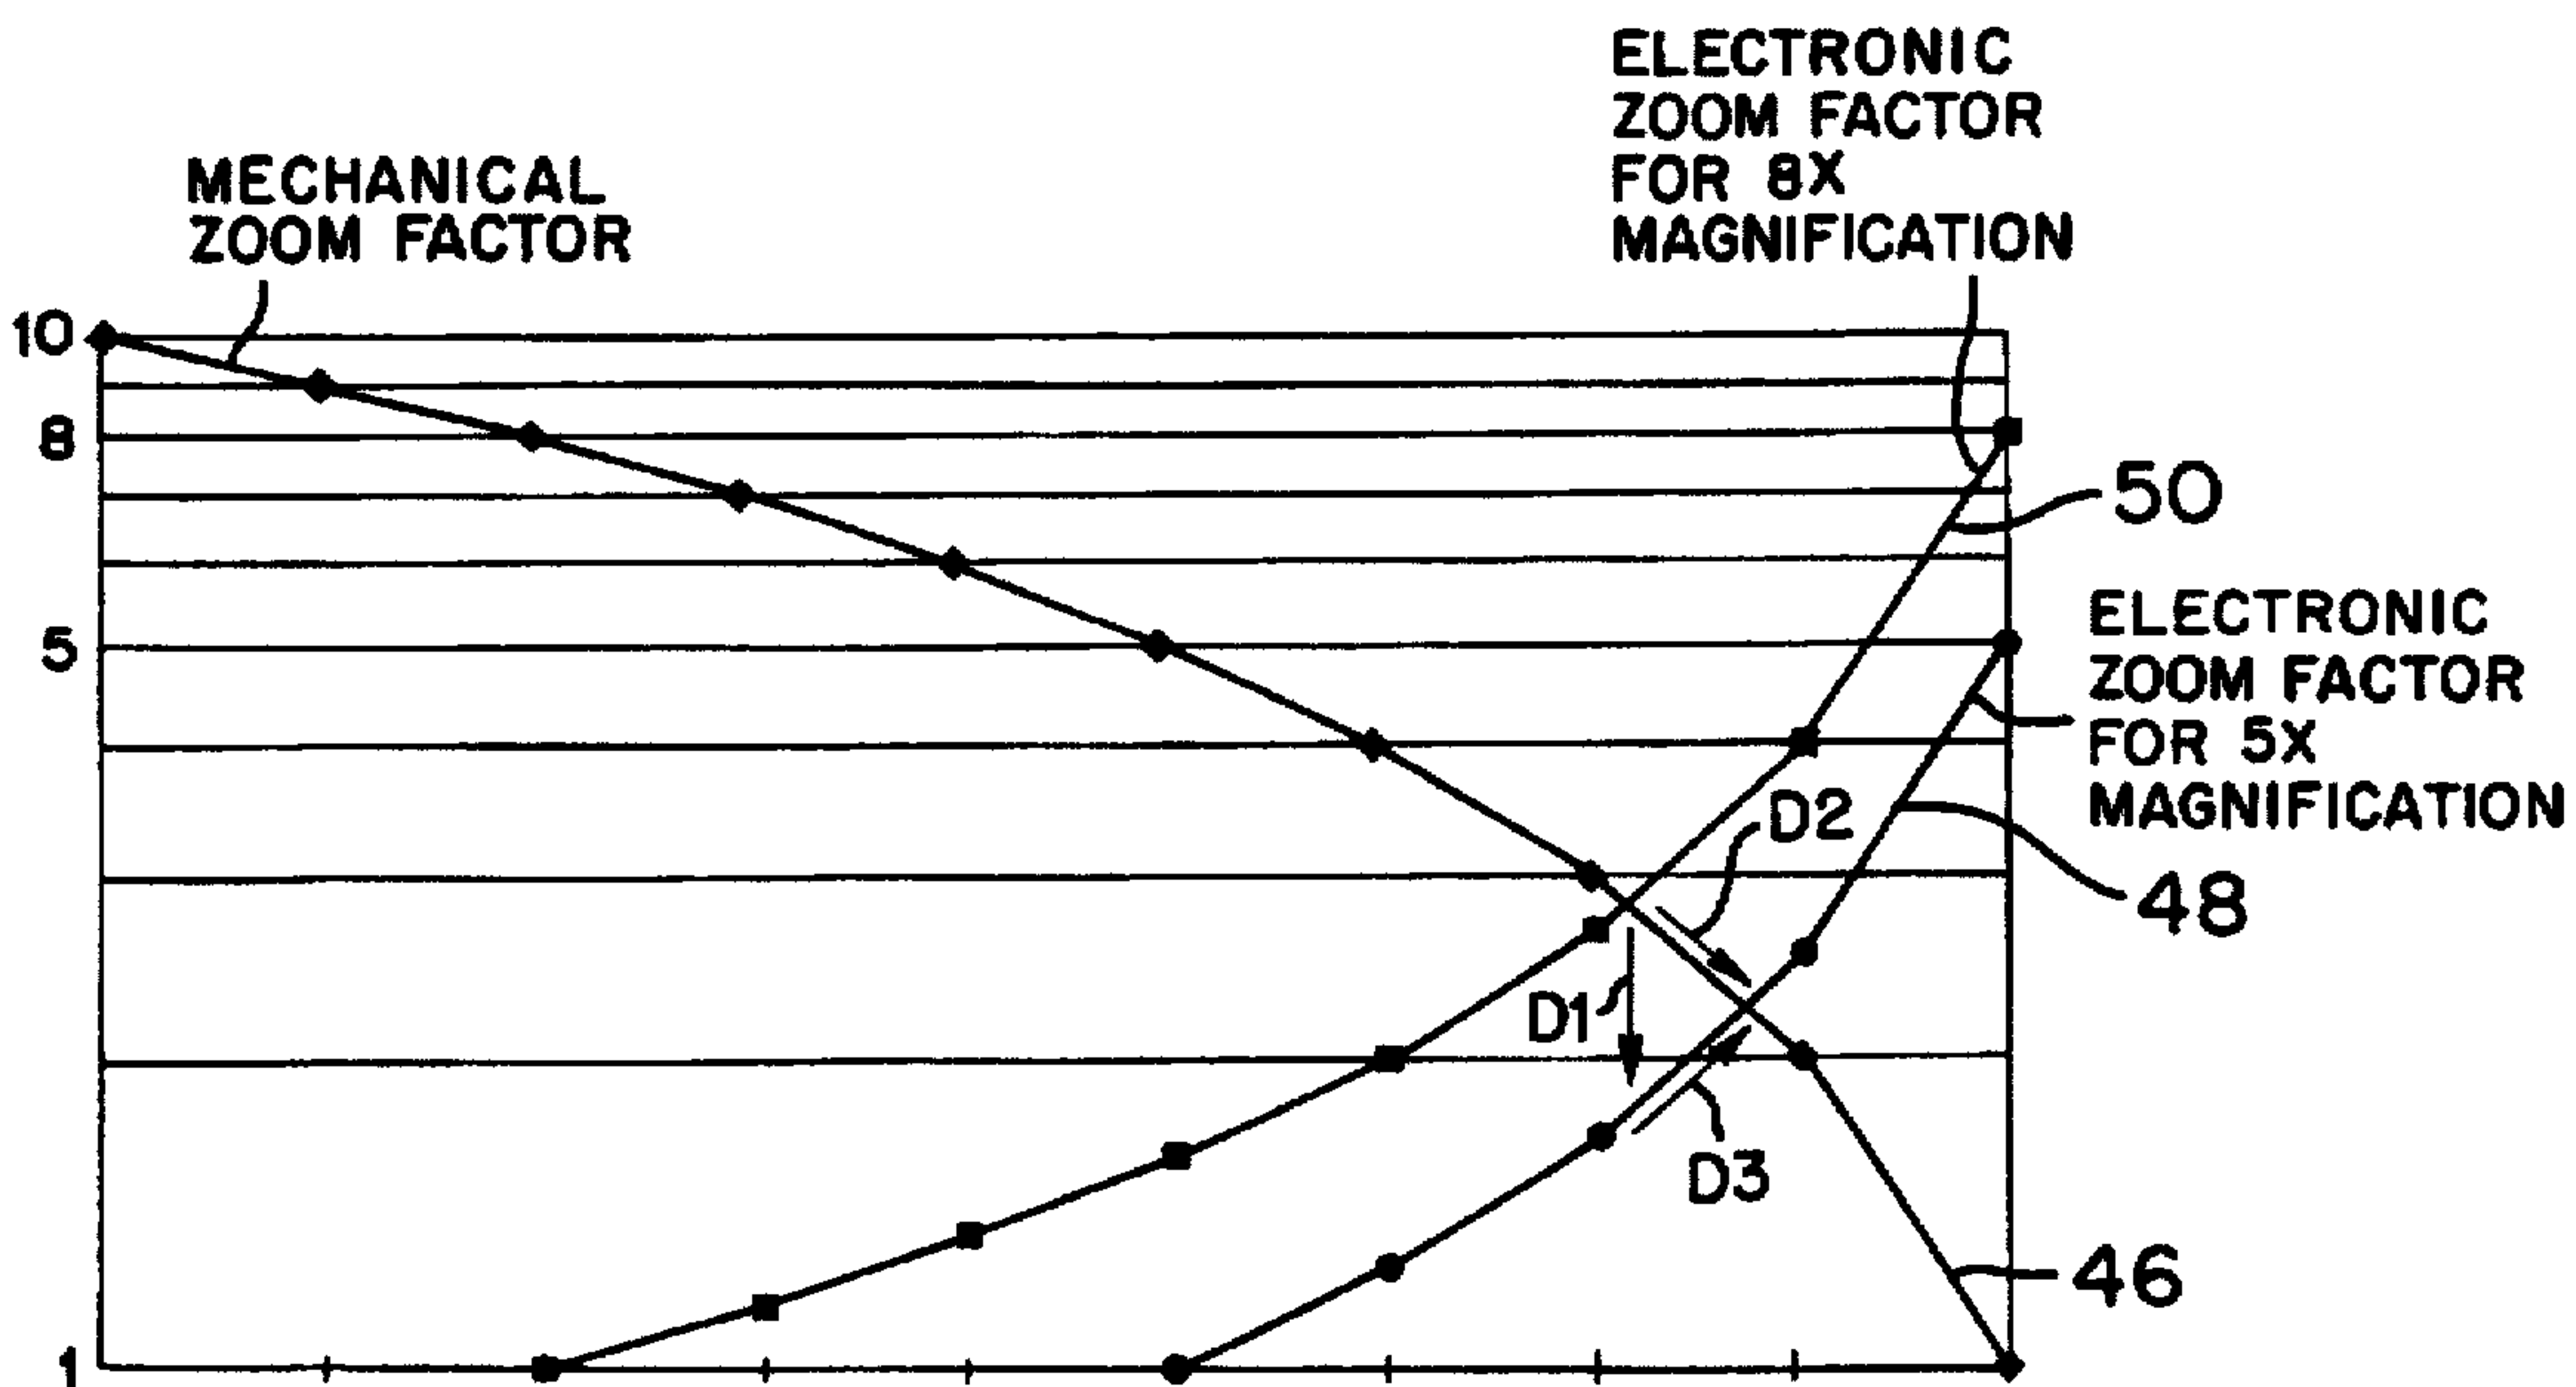 ELECTRONIC
ZOOM FACTOR
FOR 8X
MAGNIFICATION
MECHANICAL
ZOOM FACTOR
10
8
50
ELECTRONIC
ZOOM FACTOR
FOR 5X
MAGNIFICATION
5
D2
48
D1
D3
46
1